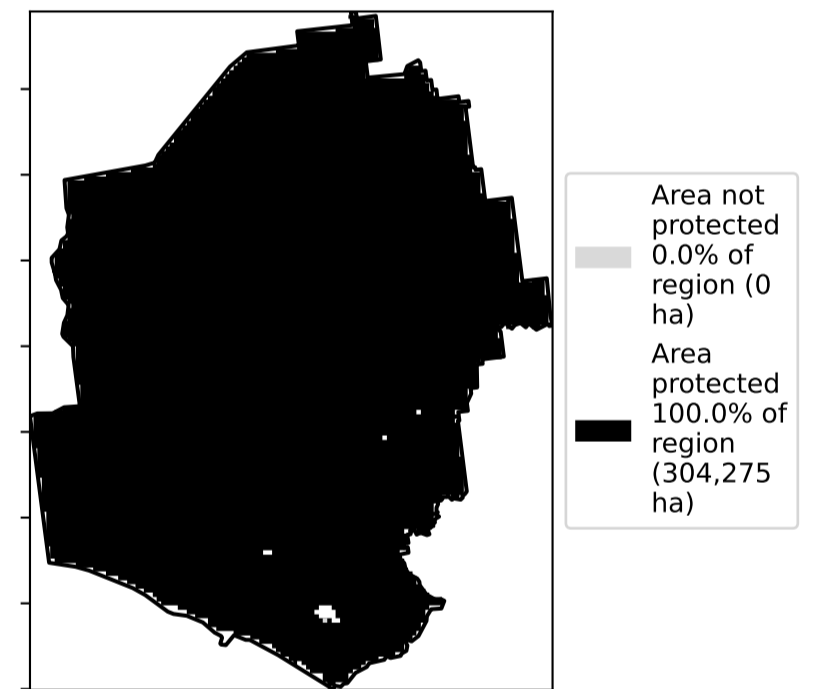 Area not
protected
0.0% of
region (0
ha)
Area
protected
100.0% of
region
(304,275
ha)